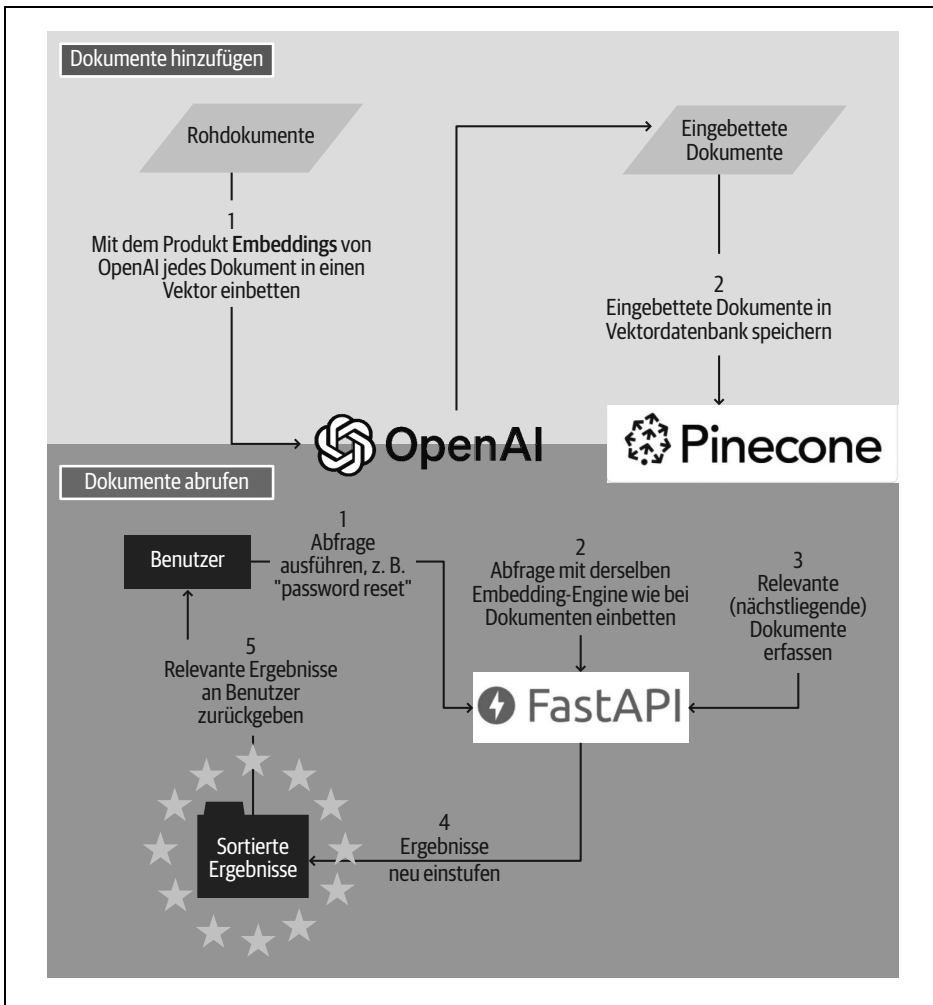 Dokumente hinzufügen
Rohdokumente
Eingebettete
Dokumente
1
Mit dem Produkt Embeddings von
OpenAI jedes Dokument in einen
Vektor einbetten
2
Eingebettete Dokumente in
Vektordatenbank speichern
OpenAI
Pinecone
Dokumente abrufen
Benutzer
1
Abfrage
ausführen, z. B.
"password reset"
2
Abfrage mit derselben
Embedding-Engine wie bei
Dokumenten einbetten
3
Relevante
(nächstliegende)
Dokumente
erfassen
5
Relevante Ergebnisse
an Benutzer
zurückgeben
FastAPI
4
Ergebnisse
neu einstufen
Sortierte
Ergebnisse